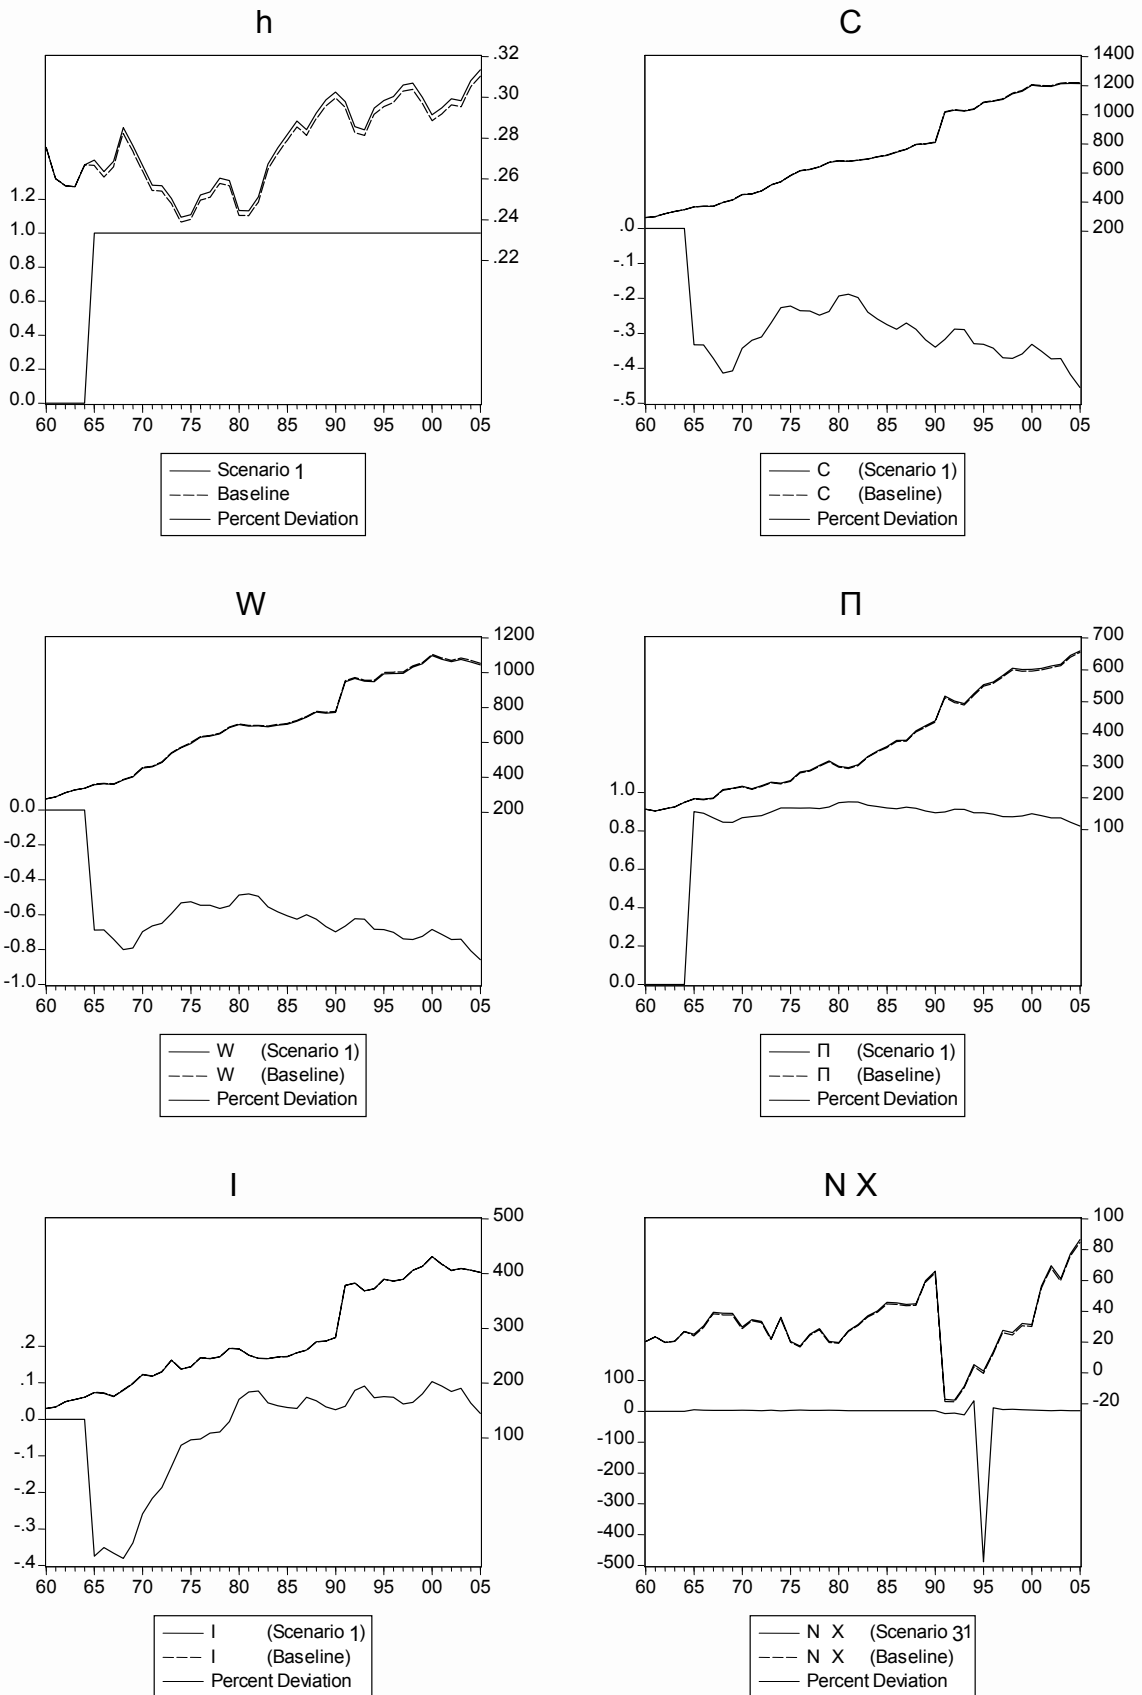 h
.32
.30
.28
.26
.24
.22
1.2
1.0
0.8
0.6
0.4
0.2
0.0
60 65 70 75 80 85 90 95 00 05
Scenario 1
Baseline
Percent Deviation
C
1400
1200
1000
800
600
400
200
.0
-.1
-.2
-.3
-.4
-.5
60 65 70 75 80 85 90 95 00 05
C (Scenario 1)
C (Baseline)
Percent Deviation
W
1200
1000
800
600
400
200
0.0
-0.2
-0.4
-0.6
-0.8
-1.0
60 65 70 75 80 85 90 95 00 05
W (Scenario 1)
W (Baseline)
Percent Deviation
Π
700
600
500
400
300
200
100
1.0
0.8
0.6
0.4
0.2
0.0
60 65 70 75 80 85 90 95 00 05
Π (Scenario 1)
Π (Baseline)
Percent Deviation
I
500
400
300
200
100
.2
.1
.0
-.1
-.2
-.3
-.4
60 65 70 75 80 85 90 95 00 05
I (Scenario 1)
I (Baseline)
Percent Deviation
N X
100
80
60
40
20
0
-20
100
0
-100
-200
-300
-400
-500
60 65 70 75 80 85 90 95 00 05
N X (Scenario 31
N X (Baseline)
Percent Deviation